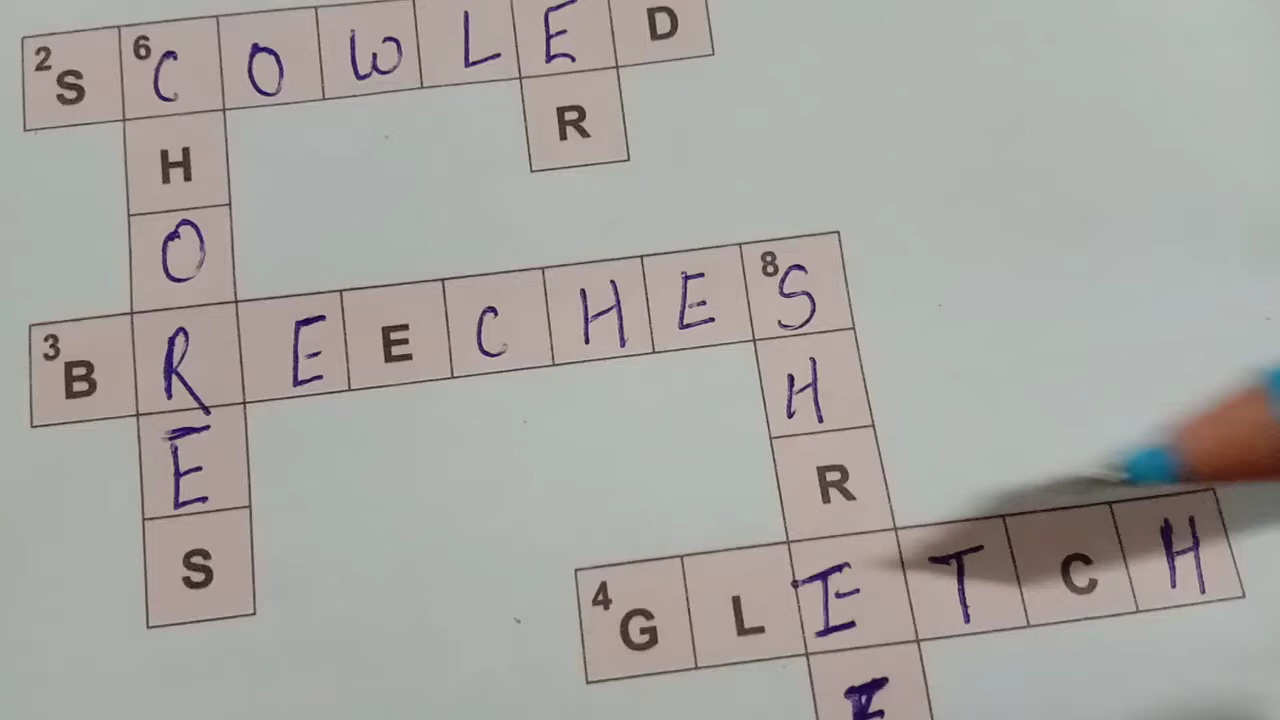 2 S 6 C O W L E D
R
H
O
3 B R E E C H E 8 S
H
E
R
S
4 G L I T C H